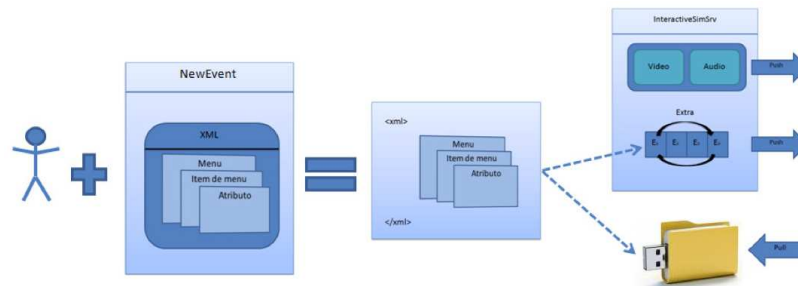 NewEvent
XML
Menu
Item de menu
Atributo
<xml>
Menu
Item de menu
Atributo
</xml>
InteractiveSimSrv
Video
Audio
Push
Extra
Push
Pull